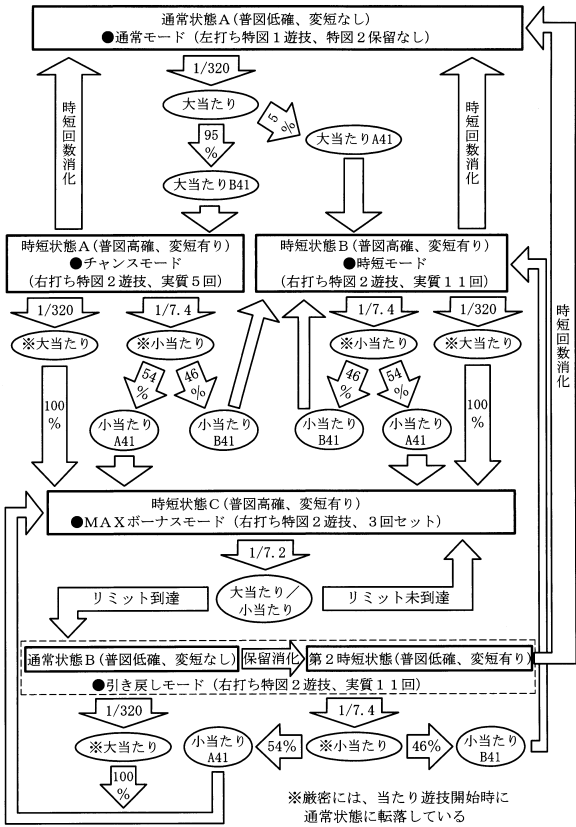 通常状態A(普図低確、変短なし)
●通常モード(左打ち特図1遊技、特図2保留なし)
1/320
大当たり
95%
5%
大当たりA41
大当たりB41
時短回数消化
時短回数消化
時短状態A(普図高確、変短有り)
●チャンスモード
(右打ち特図2遊技、実質5回)
時短状態B(普図高確、変短有り)
●時短モード
(右打ち特図2遊技、実質11回)
1/320
1/7.4
1/7.4
1/320
※大当たり
※小当たり
※小当たり
※大当たり
54%
46%
46%
54%
100%
小当たり
A41
小当たり
B41
小当たり
B41
小当たり
A41
100%
時短回数消化
時短状態C(普図高確、変短有り)
●MAXボーナスモード(右打ち特図2遊技、3回セット)
1/7.2
リミット到達
大当たり/
小当たり
リミット未到達
通常状態B(普図低確、変短なし)
保留消化
第2時短状態(普図低確、変短有り)
●引き戻しモード(右打ち特図2遊技、実質11回)
1/320
1/7.4
※大当たり
小当たり
A41
54%
※小当たり
46%
小当たり
B41
100%
※厳密には、当たり遊技開始時に
通常状態に転落している